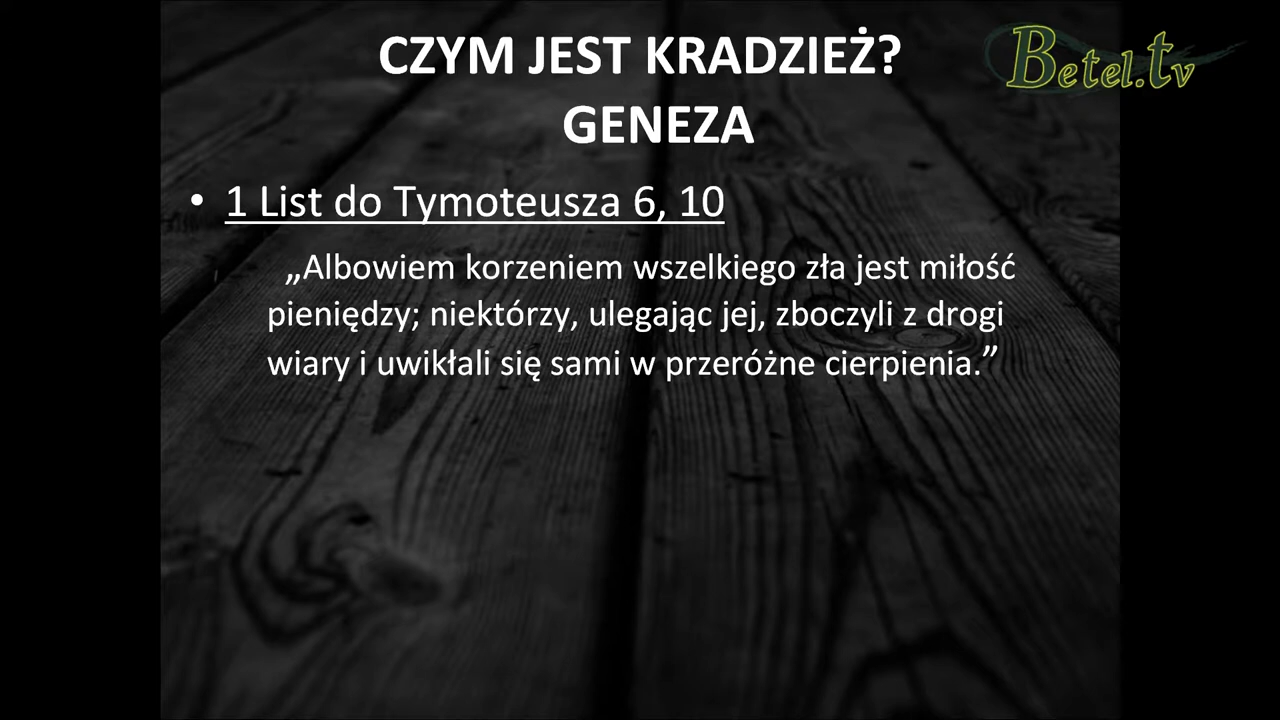 CZYM JEST KRADZIEŻ?
GENEZA
Betel.tv
• 1 List do Tymoteusza 6, 10
„Albowiem korzeniem wszelkiego zła jest miłość
pieniędzy; niektórzy, ulegając jej, zboczyli z drogi
wiary i uwikłali się sami w przeróżne cierpienia.”